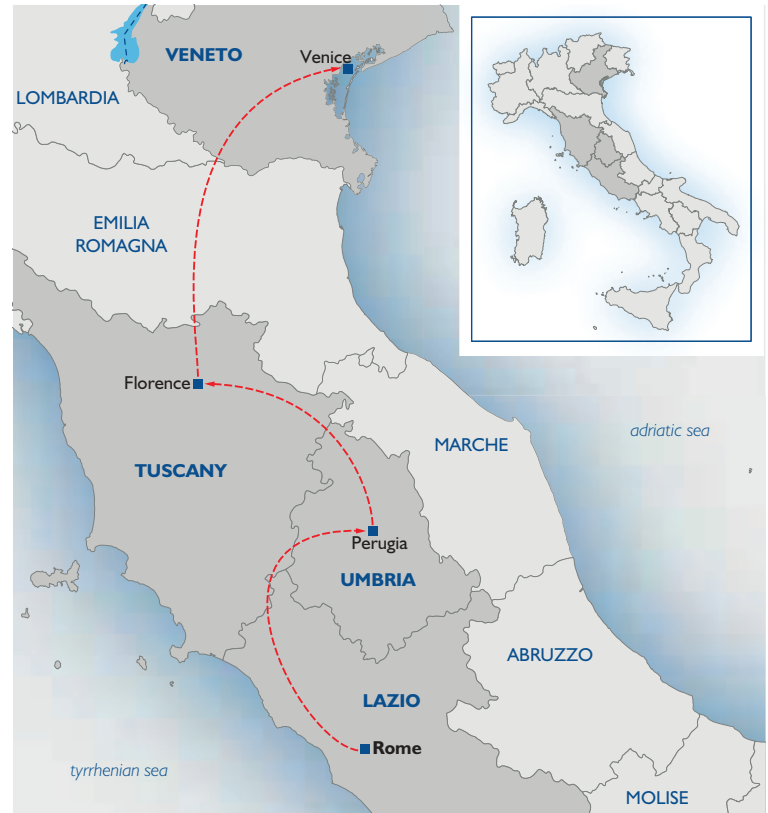 VENETO
Venice
LOMBARDIA
EMILIA
ROMAGNA
Florence
adriatic sea
MARCHE
TUSCANY
Perugia
UMBRIA
ABRUZZO
LAZIO
Rome
tyrrhenian sea
MOLISE